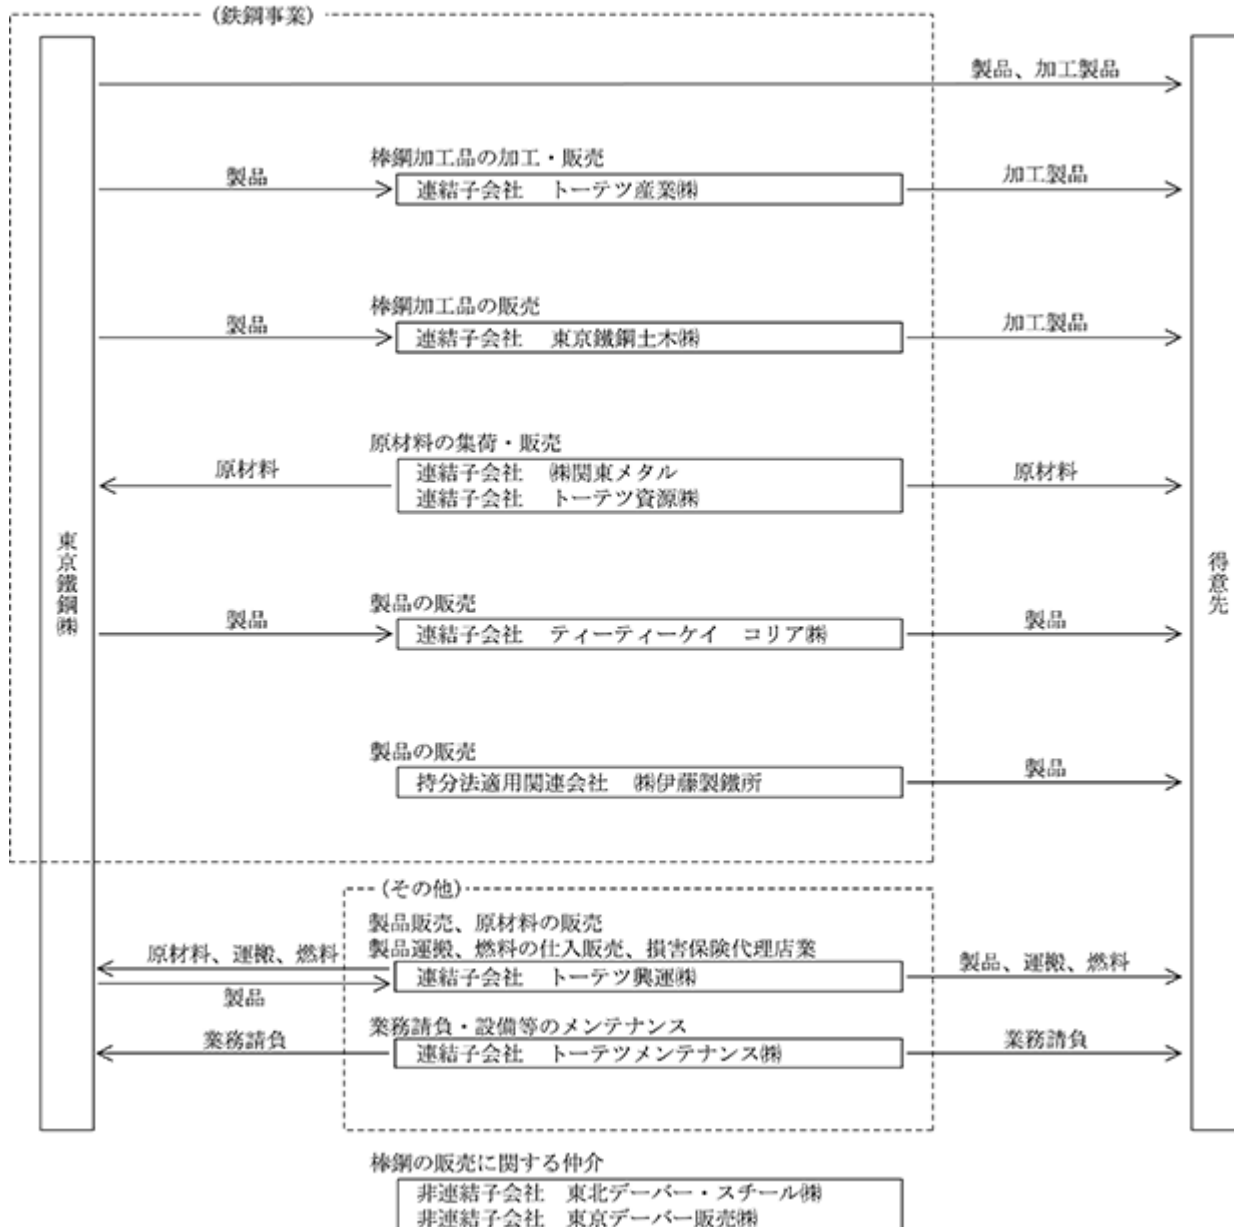 (鉄鋼事業)
製品、加工製品
棒鋼加工品の加工・販売
製品
連結子会社 トーテツ産業㈱
加工製品
棒鋼加工品の販売
製品
連結子会社 東京鐵鋼土木㈱
加工製品
原材料の集荷・販売
原材料
連結子会社 ㈱関東メタル
連結子会社 トーテツ資源㈱
原材料
東京鐵鋼㈱
得意先
製品の販売
製品
連結子会社 ティーティーケイ コリア㈱
製品
製品の販売
持分法適用関連会社 ㈱伊藤製鐵所
製品
(その他)
製品販売、原材料の販売
製品運搬、燃料の仕入販売、損害保険代理店業
原材料、運搬、燃料
連結子会社 トーテツ興運㈱
製品、運搬、燃料
製品
業務請負・設備等のメンテナンス
業務請負
連結子会社 トーテツメンテナンス㈱
業務請負
棒鋼の販売に関する仲介
非連結子会社 東北デーバー・スチール㈱
非連結子会社 東京デーバー販売㈱